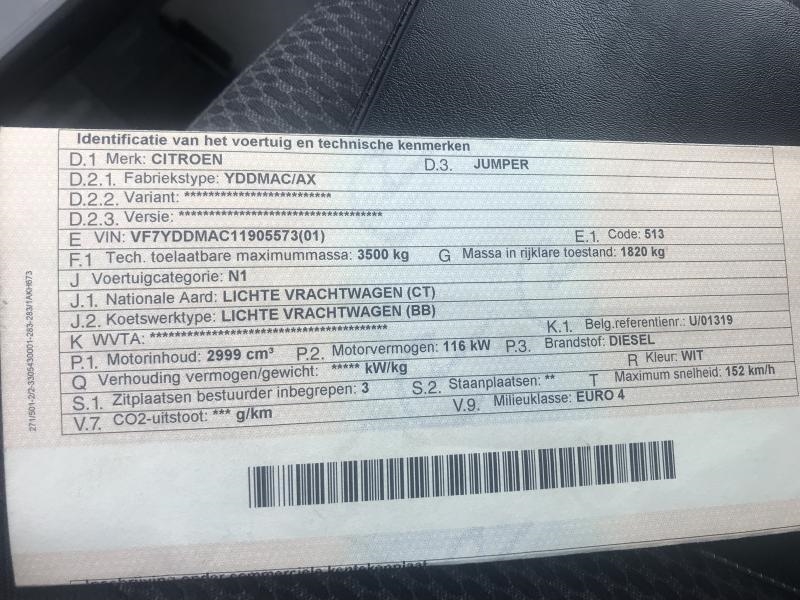 Identificatie van het voertuig en technische kenmerken
D.1 Merk: CITROEN D.3. JUMPER
D.2.1. Fabriekstype: YDDMAC/AX
D.2.2. Variant: ************************
D.2.3. Versie: *********************************
E VIN: VF7YDDMAC11905573(01) E.1. Code: 513
F.1 Tech. toelaatbare maximummassa: 3500 kg G Massa in rijklare toestand: 1820 kg
J Voertuigcategorie: N1
J.1. Nationale Aard: LICHTE VRACHTWAGEN (CT)
J.2. Koetswerktype: LICHTE VRACHTWAGEN (BB)
K WVTA: *************************************** K.1. Belg.referentienr.: U/01319
P.1. Motorinhoud: 2999 cm³ P.2. Motorvermogen: 116 kW P.3. Brandstof: DIESEL
Q Verhouding vermogen/gewicht: ***** kW/kg R Kleur: WIT
S.1. Zitplaatsen bestuurder inbegrepen: 3 S.2. Staanplaatsen: ** T Maximum snelheid: 152 km/h
V.7. CO2-uitstoot: *** g/km V.9. Milieuklasse: EURO 4